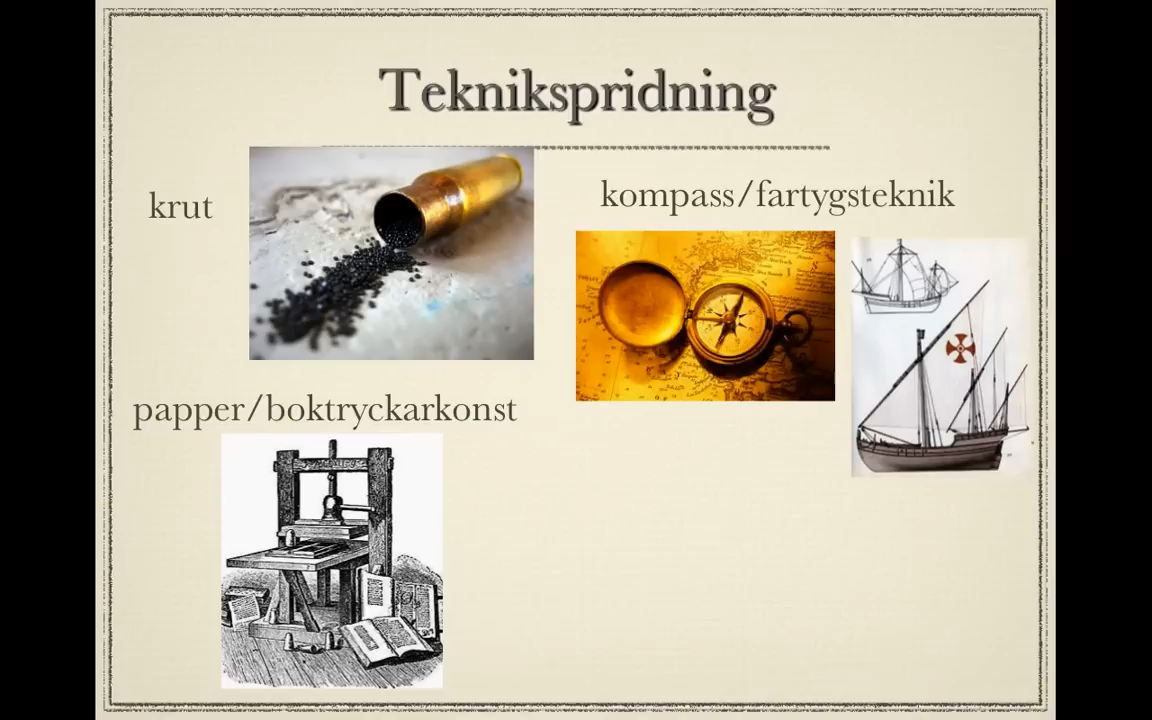 Teknikspridning
krut
kompass/fartygsteknik
papper/boktryckarkonst